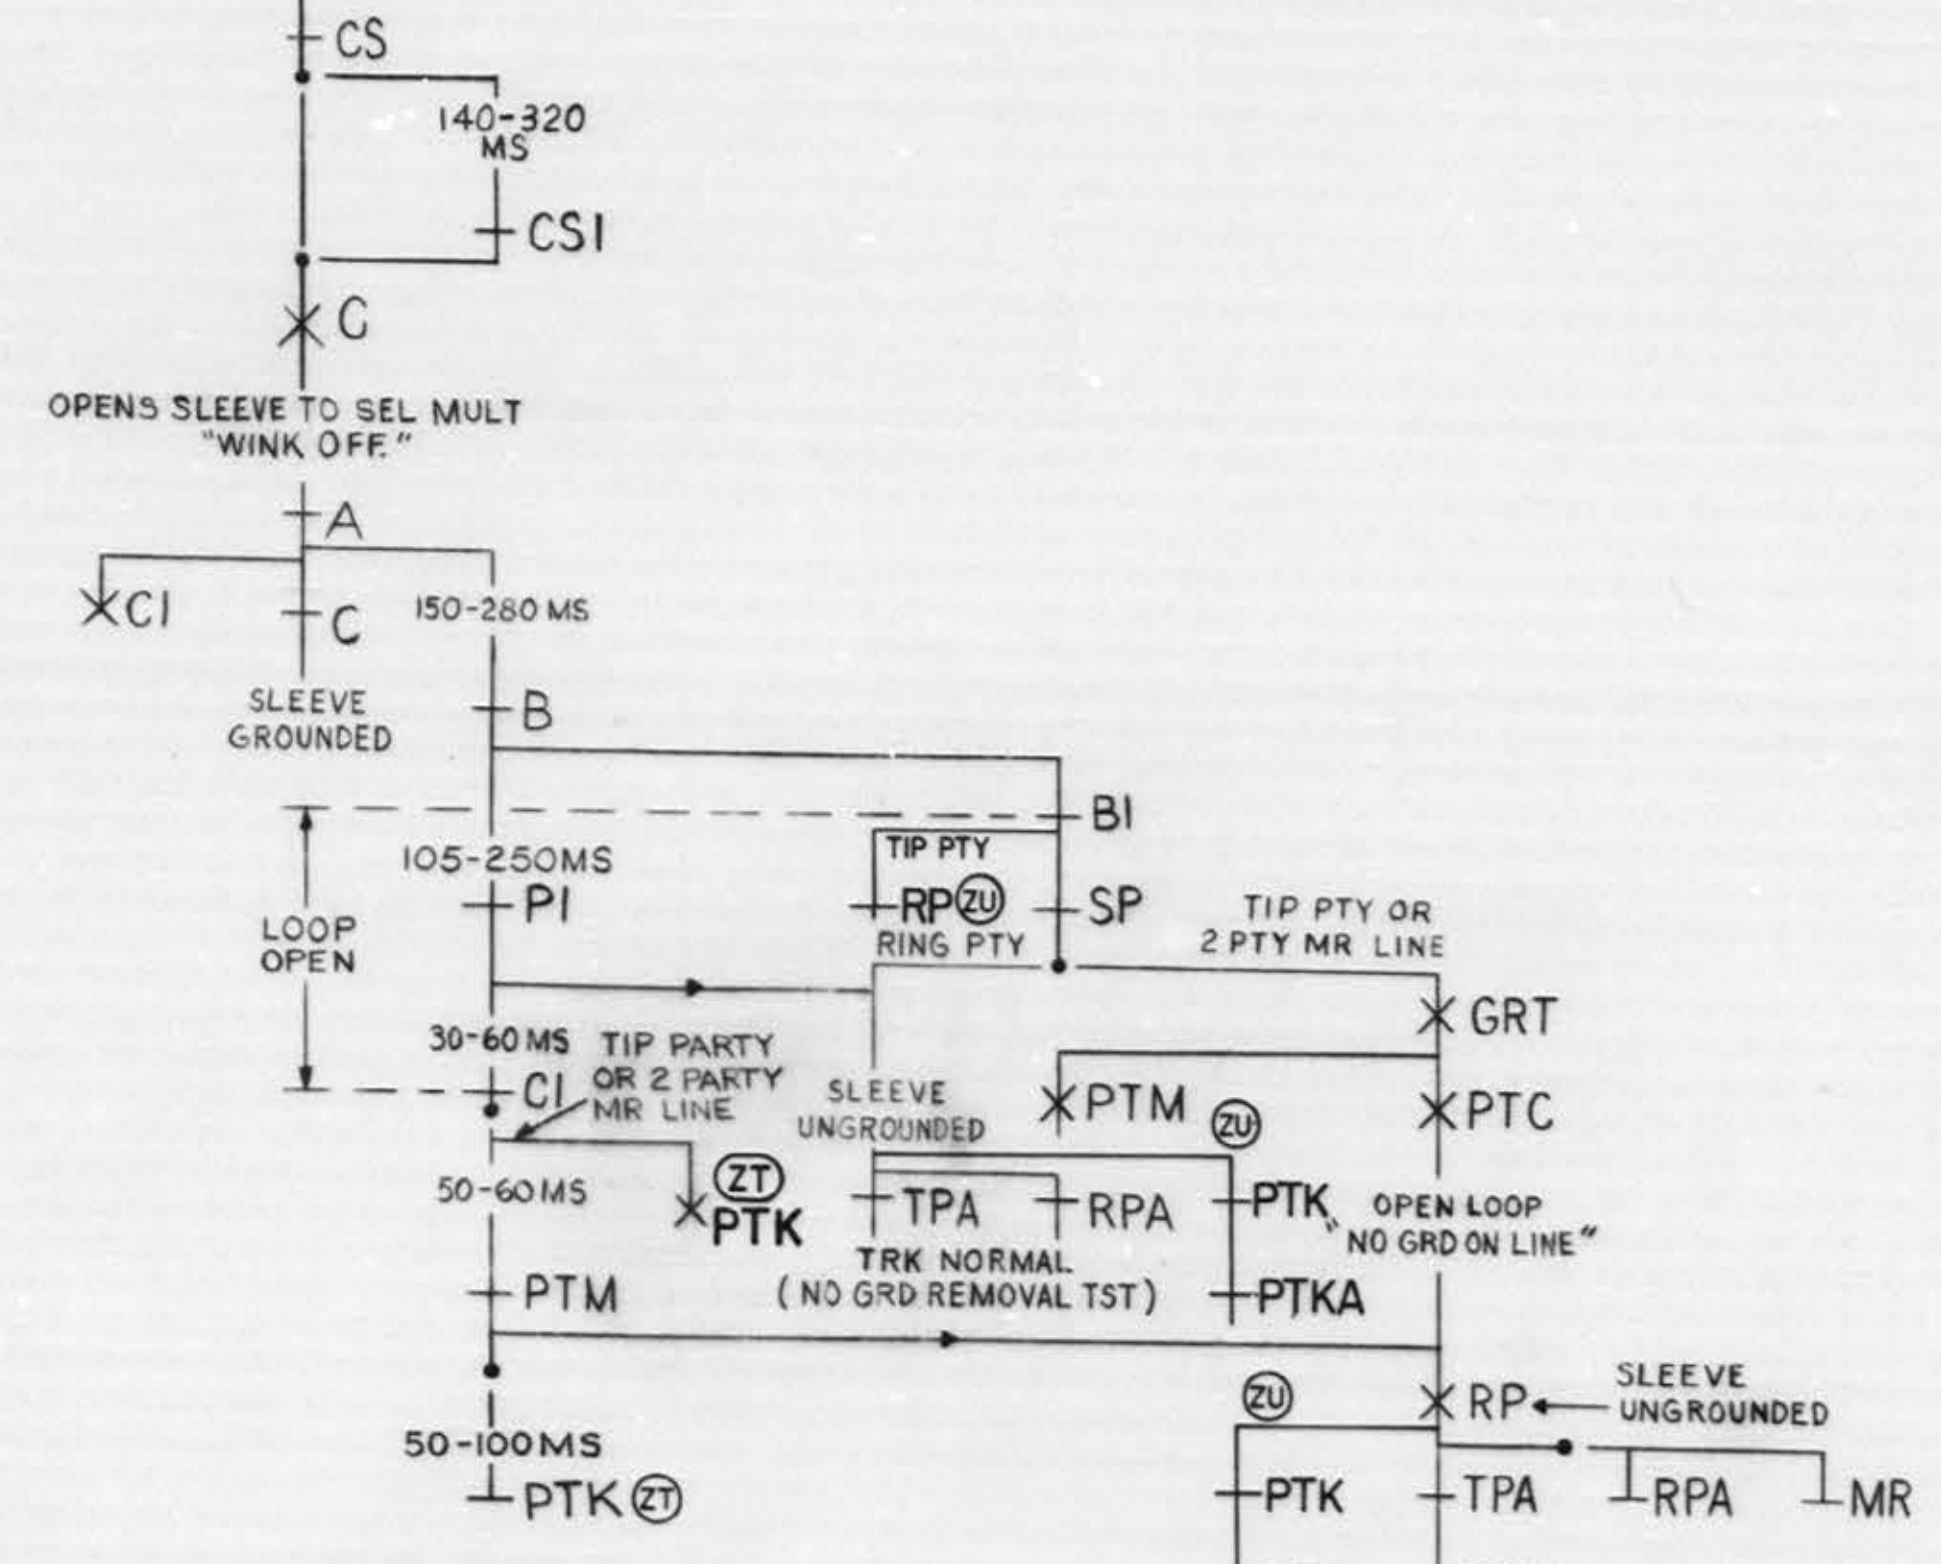 CS
140-320
MS
CS1
C
OPENS SLEEVE TO SEL MULT
"WINK OFF."
A
C1
C
150-280 MS
SLEEVE
GROUNDED
B
B1
105-250MS
TIP PTY
P1
RP ZU
SP
RING PTY
TIP PTY OR
2 PTY MR LINE
LOOP
OPEN
GRT
30-60 MS
TIP PARTY
OR 2 PARTY
MR LINE
C1
SLEEVE
UNGROUNDED
PTM
ZU
PTC
50-60MS
ZT
PTK
TPA
RPA
PTK
OPEN LOOP
"NO GRD ON LINE"
TRK NORMAL
(NO GRD REMOVAL TST)
PTM
PTKA
ZU
RP
SLEEVE
UNGROUNDED
50-100MS
PTK ZT
PTK
TPA
RPA
MR